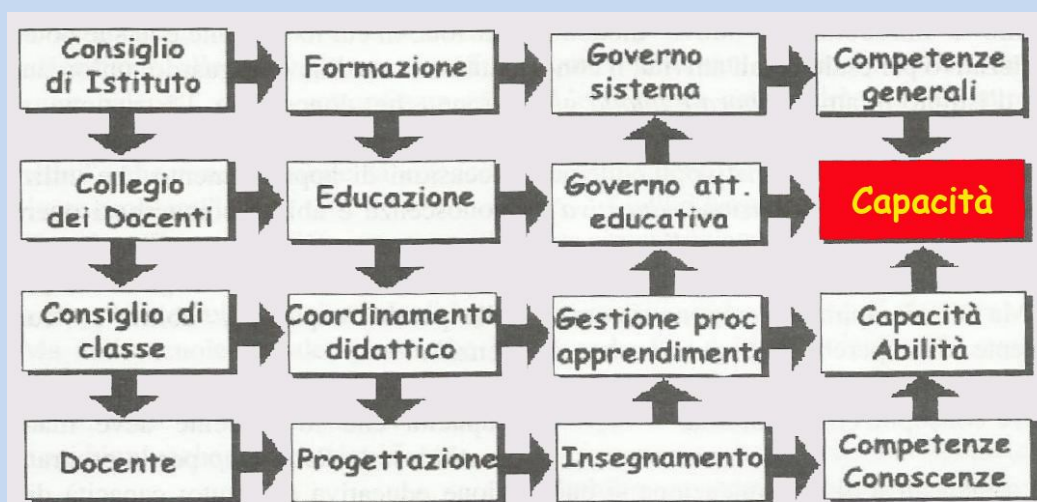 Consiglio
di Istituto
Formazione
Governo
sistema
Competenze
generali
Collegio
dei Docenti
Educazione
Governo att.
educativa
Capacità
Consiglio di
classe
Coordinamento
didattico
Gestione proc
apprendimento
Capacità
Abilità
Docente
Progettazione
Insegnamento
Competenze
Conoscenze